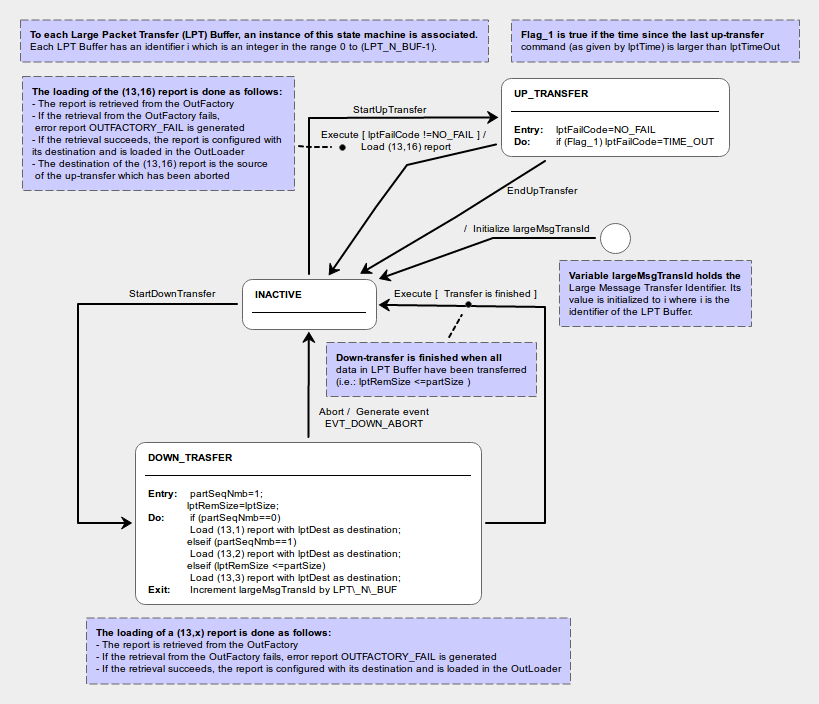 To each Large Packet Transfer (LPT) Buffer, an instance of this state machine is associated.
Each LPT Buffer has an identifier i which is an integer in the range 0 to (LPT_N_BUF-1).
Flag_1 is true if the time since the last up-transfer
command (as given by lptTime) is larger than lptTimeOut
The loading of the (13,16) report is done as follows:
- The report is retrieved from the OutFactory
- If the retrieval from the OutFactory fails,
error report OUTFACTORY_FAIL is generated
- If the retrieval succeeds, the report is configured with
its destination and is loaded in the OutLoader
- The destination of the (13,16) report is the source
of the up-transfer which has been aborted
StartUpTransfer
Execute [ lptFailCode !=NO_FAIL ] /
Load (13,16) report
UP_TRANSFER
Entry: lptFailCode=NO_FAIL
Do: if (Flag_1) lptFailCode=TIME_OUT
EndUpTransfer
/ Initialize largeMsgTransId
Variable largeMsgTransId holds the
Large Message Transfer Identifier. Its
value is initialized to i where i is the
identifier of the LPT Buffer.
StartDownTransfer
INACTIVE
Execute [ Transfer is finished ]
Down-transfer is finished when all
data in LPT Buffer have been transferred
(i.e.: lptRemSize <=partSize )
Abort / Generate event
EVT_DOWN_ABORT
DOWN_TRASFER
Entry: partSeqNmb=1;
lptRemSize=lptSize;
Do: if (partSeqNmb==0)
Load (13,1) report with lptDest as destination;
elseif (partSeqNmb==1)
Load (13,2) report with lptDest as destination;
elseif (lptRemSize <=partSize)
Load (13,3) report with lptDest as destination;
Exit: Increment largeMsgTransId by LPT\_N\_BUF
The loading of a (13,x) report is done as follows:
- The report is retrieved from the OutFactory
- If the retrieval from the OutFactory fails, error report OUTFACTORY_FAIL is generated
- If the retrieval succeeds, the report is configured with its destination and is loaded in the OutLoader